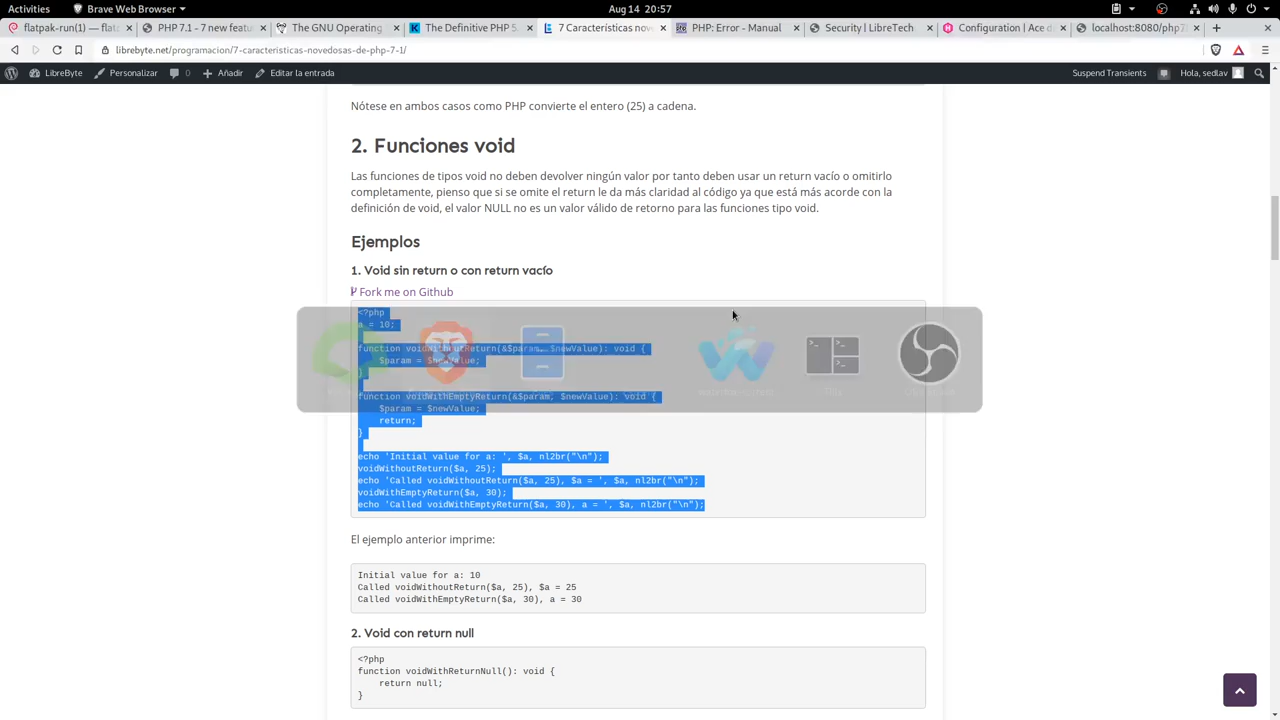 Activities
Brave Web Browser
Aug 14 20:57
flatpak-run(1) — flat
PHP 7.1 - 7 new feat
The GNU Operating
The Definitive PHP 5
7 Características nov
PHP: Error - Manual
Security | LibreTech
Configuration | Ace d
localhost:8080/php7
librebyte.net/programacion/7-caracteristicas-novedosas-de-php-7-1/
LibreByte
Personalizar
0
Añadir
Editar la entrada
Suspend Transients
Hola, sedlav
Nótese en ambos casos como PHP convierte el entero (25) a cadena.
2. Funciones void
Las funciones de tipos void no deben devolver ningún valor por tanto deben usar un return vacío o omitirlo
completamente, pienso que si se omite el return le da más claridad al código ya que está más acorde con la
definición de void, el valor NULL no es un valor válido de retorno para las funciones tipo void.
Ejemplos
1. Void sin return o con return vacío
Fork me on Github
<?php
a = 10;
function voidWithoutReturn(&$param, $newValue): void {
$param = $newValue;
}
function voidWithEmptyReturn(&$param, $newValue): void {
$param = $newValue;
return;
}
echo 'Initial value for a: ', $a, nl2br("\n");
voidWithoutReturn($a, 25);
echo 'Called voidWithoutReturn($a, 25), $a = ', $a, nl2br("\n");
voidWithEmptyReturn($a, 30);
echo 'Called voidWithEmptyReturn($a, 30), a = ', $a, nl2br("\n");
El ejemplo anterior imprime:
Initial value for a: 10
Called voidWithoutReturn($a, 25), $a = 25
Called voidWithEmptyReturn($a, 30), a = 30
2. Void con return null
<?php
function voidWithReturnNull(): void {
return null;
}